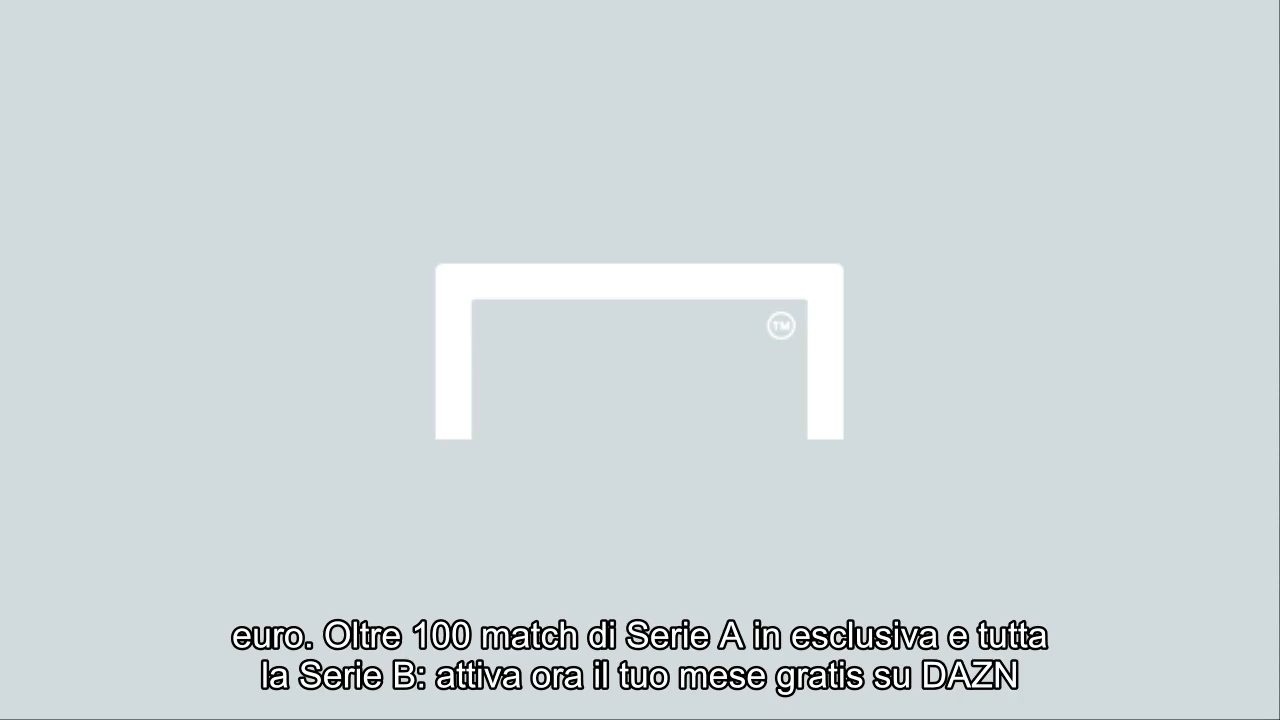 TM
euro. Oltre 100 match di Serie A in esclusiva e tutta
la Serie B: attiva ora il tuo mese gratis su DAZN